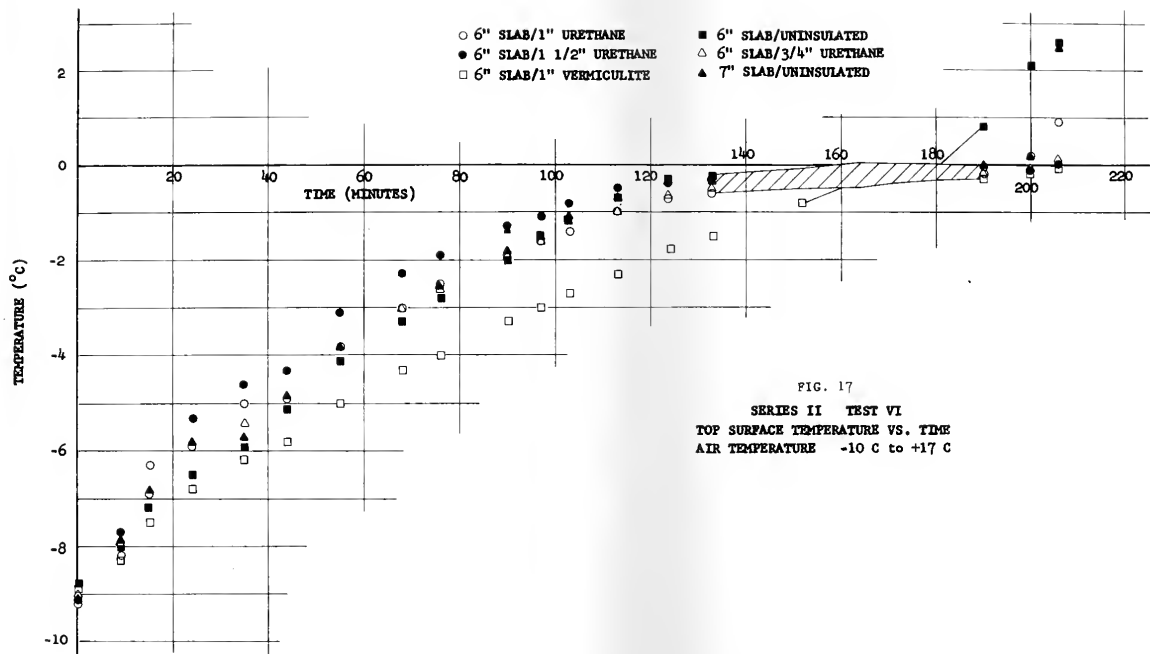 ○ 6" SLAB/1" URETHANE
● 6" SLAB/1 1/2" URETHANE
□ 6" SLAB/1" VERMICULITE
■ 6" SLAB/UNINSULATED
△ 6" SLAB/3/4" URETHANE
▲ 7" SLAB/UNINSULATED
2
0
-2
-4
-6
-8
-10
TEMPERATURE (°C)
20 40 60 80 100 120 140 160 180 200 220
TIME (MINUTES)
FIG. 17
SERIES II TEST VI
TOP SURFACE TEMPERATURE VS. TIME
AIR TEMPERATURE -10 C to +17 C